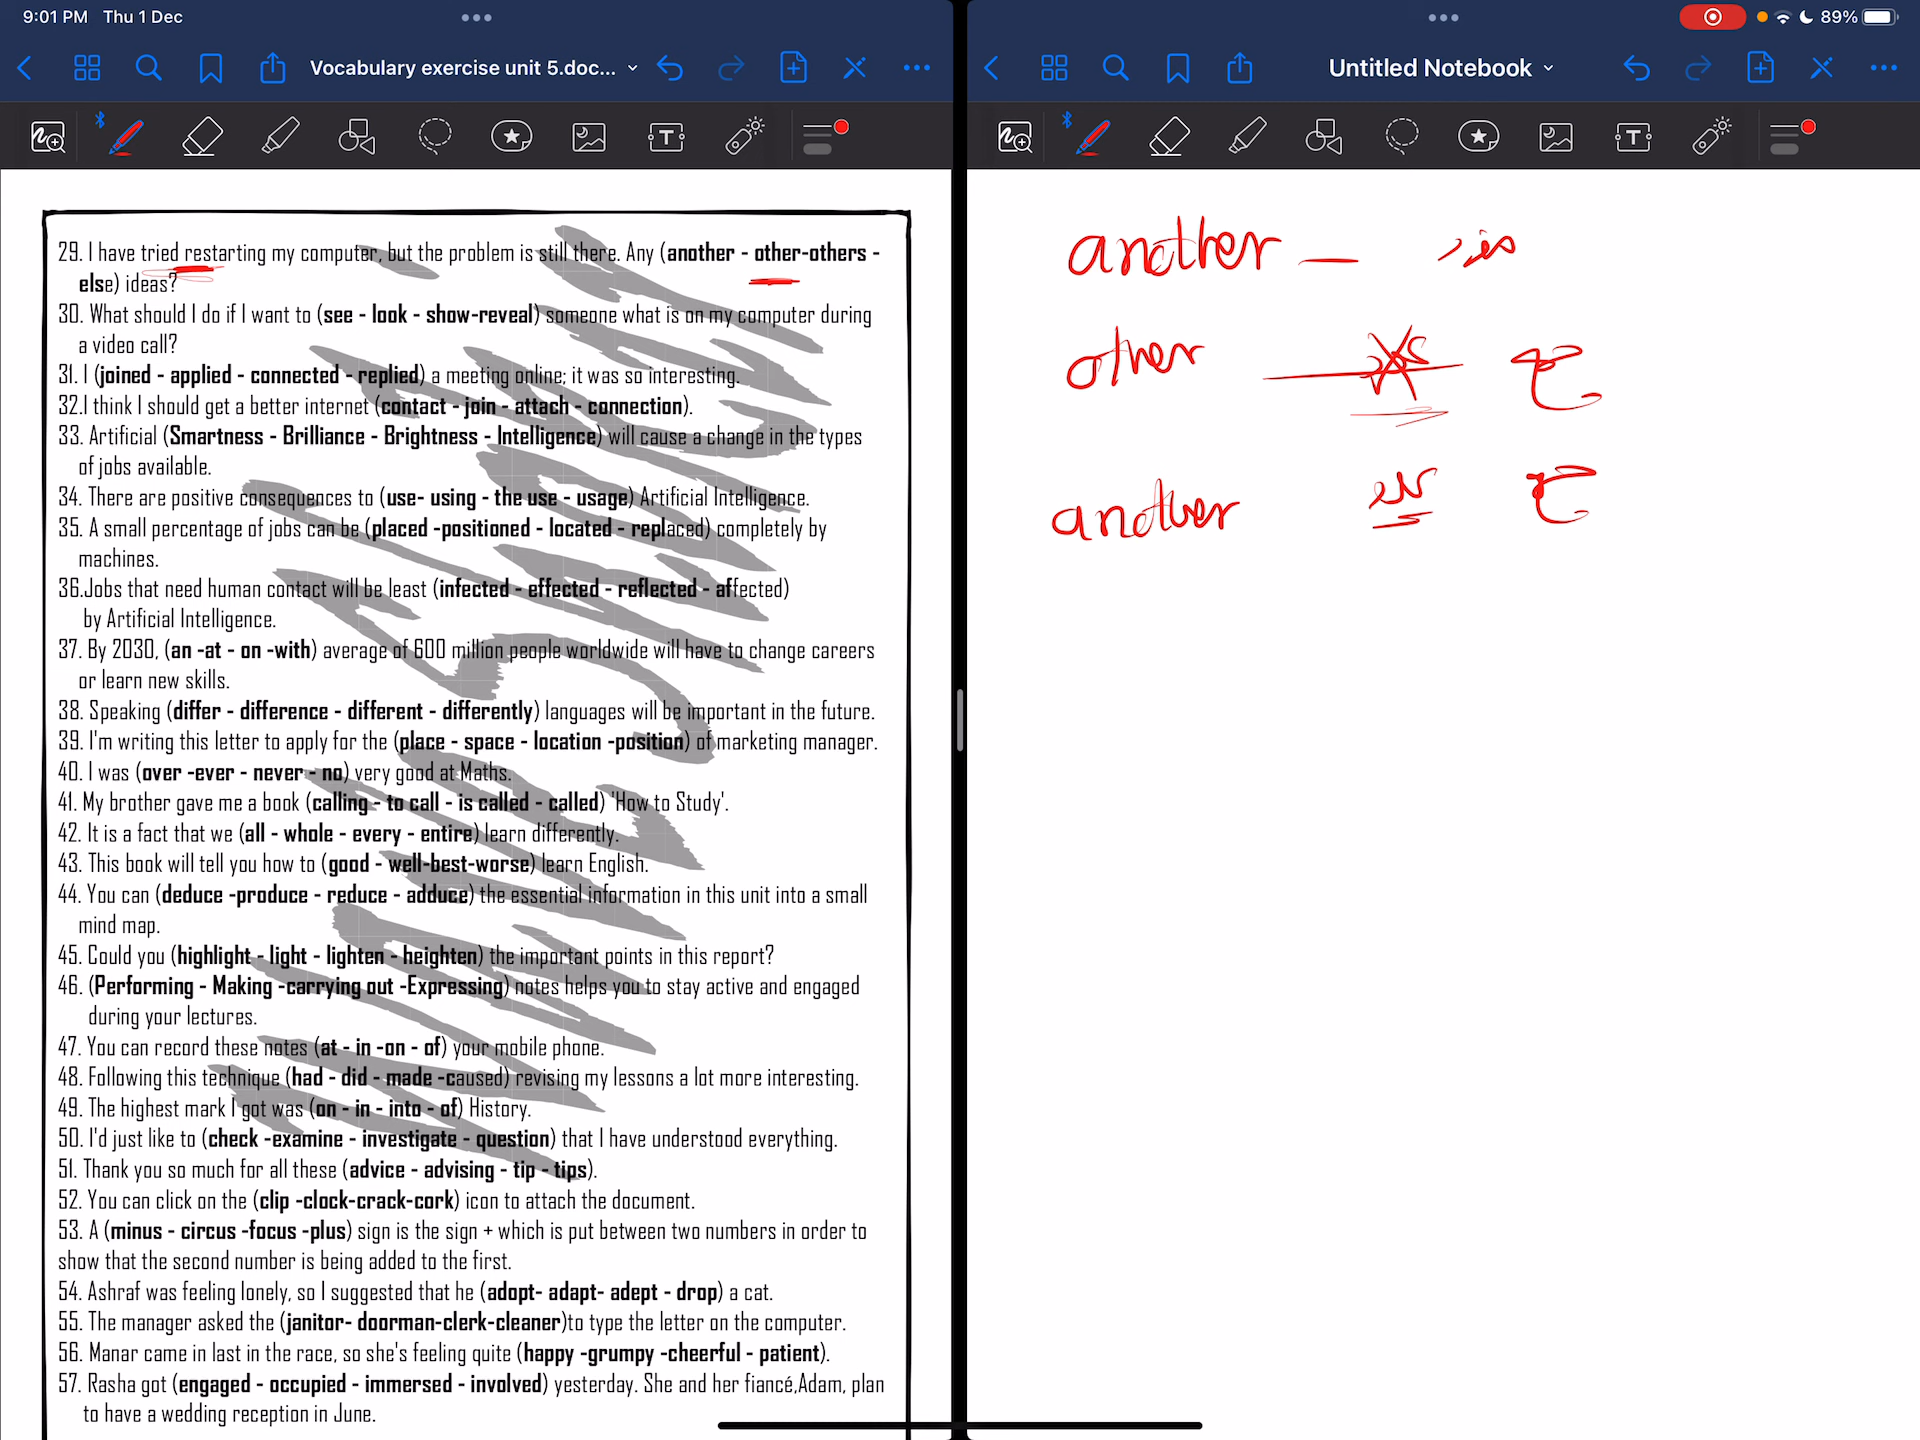 9:01 PM Thu 1 Dec
89%
Vocabulary exercise unit 5.doc...
Untitled Notebook
29. I have tried restarting my computer, but the problem is still there. Any (another - other-others -
else) ideas?
30. What should I do if I want to (see - look - show-reveal) someone what is on my computer during
a video call?
31. I (joined - applied - connected - replied) a meeting online; it was so interesting.
32.I think I should get a better internet (contact - join - attach - connection).
33. Artificial (Smartness - Brilliance - Brightness - Intelligence) will cause a change in the types
of jobs available.
34. There are positive consequences to (use- using - the use - usage) Artificial Intelligence.
35. A small percentage of jobs can be (placed -positioned - located - replaced) completely by
machines.
36.Jobs that need human contact will be least (infected - effected - reflected - affected)
by Artificial Intelligence.
37. By 2030, (an -at - on -with) average of 600 million people worldwide will have to change careers
or learn new skills.
38. Speaking (differ - difference - different - differently) languages will be important in the future.
39. I'm writing this letter to apply for the (place - space - location -position) of marketing manager.
40. I was (over -ever - never - no) very good at Maths.
41. My brother gave me a book (calling - to call - is called - called) 'How to Study'.
42. It is a fact that we (all - whole - every - entire) learn differently.
43. This book will tell you how to (good - well-best-worse) learn English.
44. You can (deduce -produce - reduce - adduce) the essential information in this unit into a small
mind map.
45. Could you (highlight - light - lighten - heighten) the important points in this report?
46. (Performing - Making -carrying out -Expressing) notes helps you to stay active and engaged
during your lectures.
47. You can record these notes (at - in -on - of) your mobile phone.
48. Following this technique (had - did - made -caused) revising my lessons a lot more interesting.
49. The highest mark I got was (on - in - into - of) History.
50. I'd just like to (check -examine - investigate - question) that I have understood everything.
51. Thank you so much for all these (advice - advising - tip - tips).
52. You can click on the (clip -clock-crack-cork) icon to attach the document.
53. A (minus - circus -focus -plus) sign is the sign + which is put between two numbers in order to
show that the second number is being added to the first.
54. Ashraf was feeling lonely, so I suggested that he (adopt- adapt- adept - drop) a cat.
55. The manager asked the (janitor- doorman-clerk-cleaner)to type the letter on the computer.
56. Manar came in last in the race, so she's feeling quite (happy -grumpy -cheerful - patient).
57. Rasha got (engaged - occupied - immersed - involved) yesterday. She and her fiancé,Adam, plan
to have a wedding reception in June.
another —
other
another